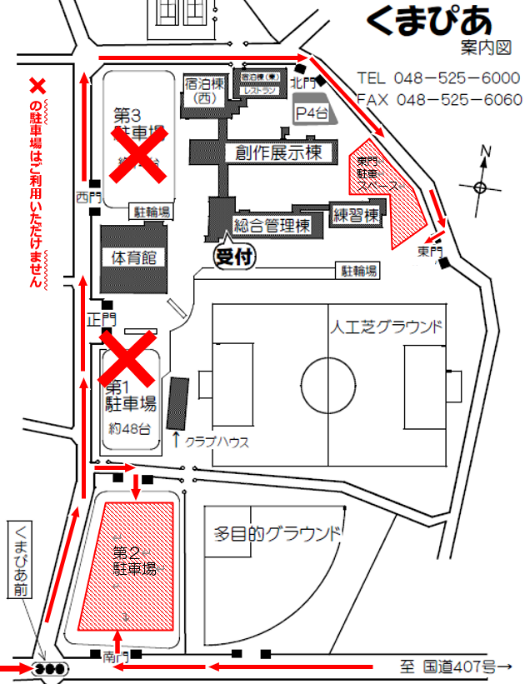 くまぴあ
案内図
TEL 048-525-6000
FAX 048-525-6060
×の駐車場はご利用いただけません
宿泊棟
(西)
宿泊棟(東)
レストラン
北門
P4台
第3
駐車場
創作展示棟
東門
駐車
スペース
西門
駐輪場
練習棟
総合管理棟
受付
東門
体育館
駐輪場
正門
人工芝グラウンド
第1
駐車場
約48台
↑クラブハウス
多目的グラウンド
第2
駐車場
くまぴあ前
南門
至 国道407号→
N